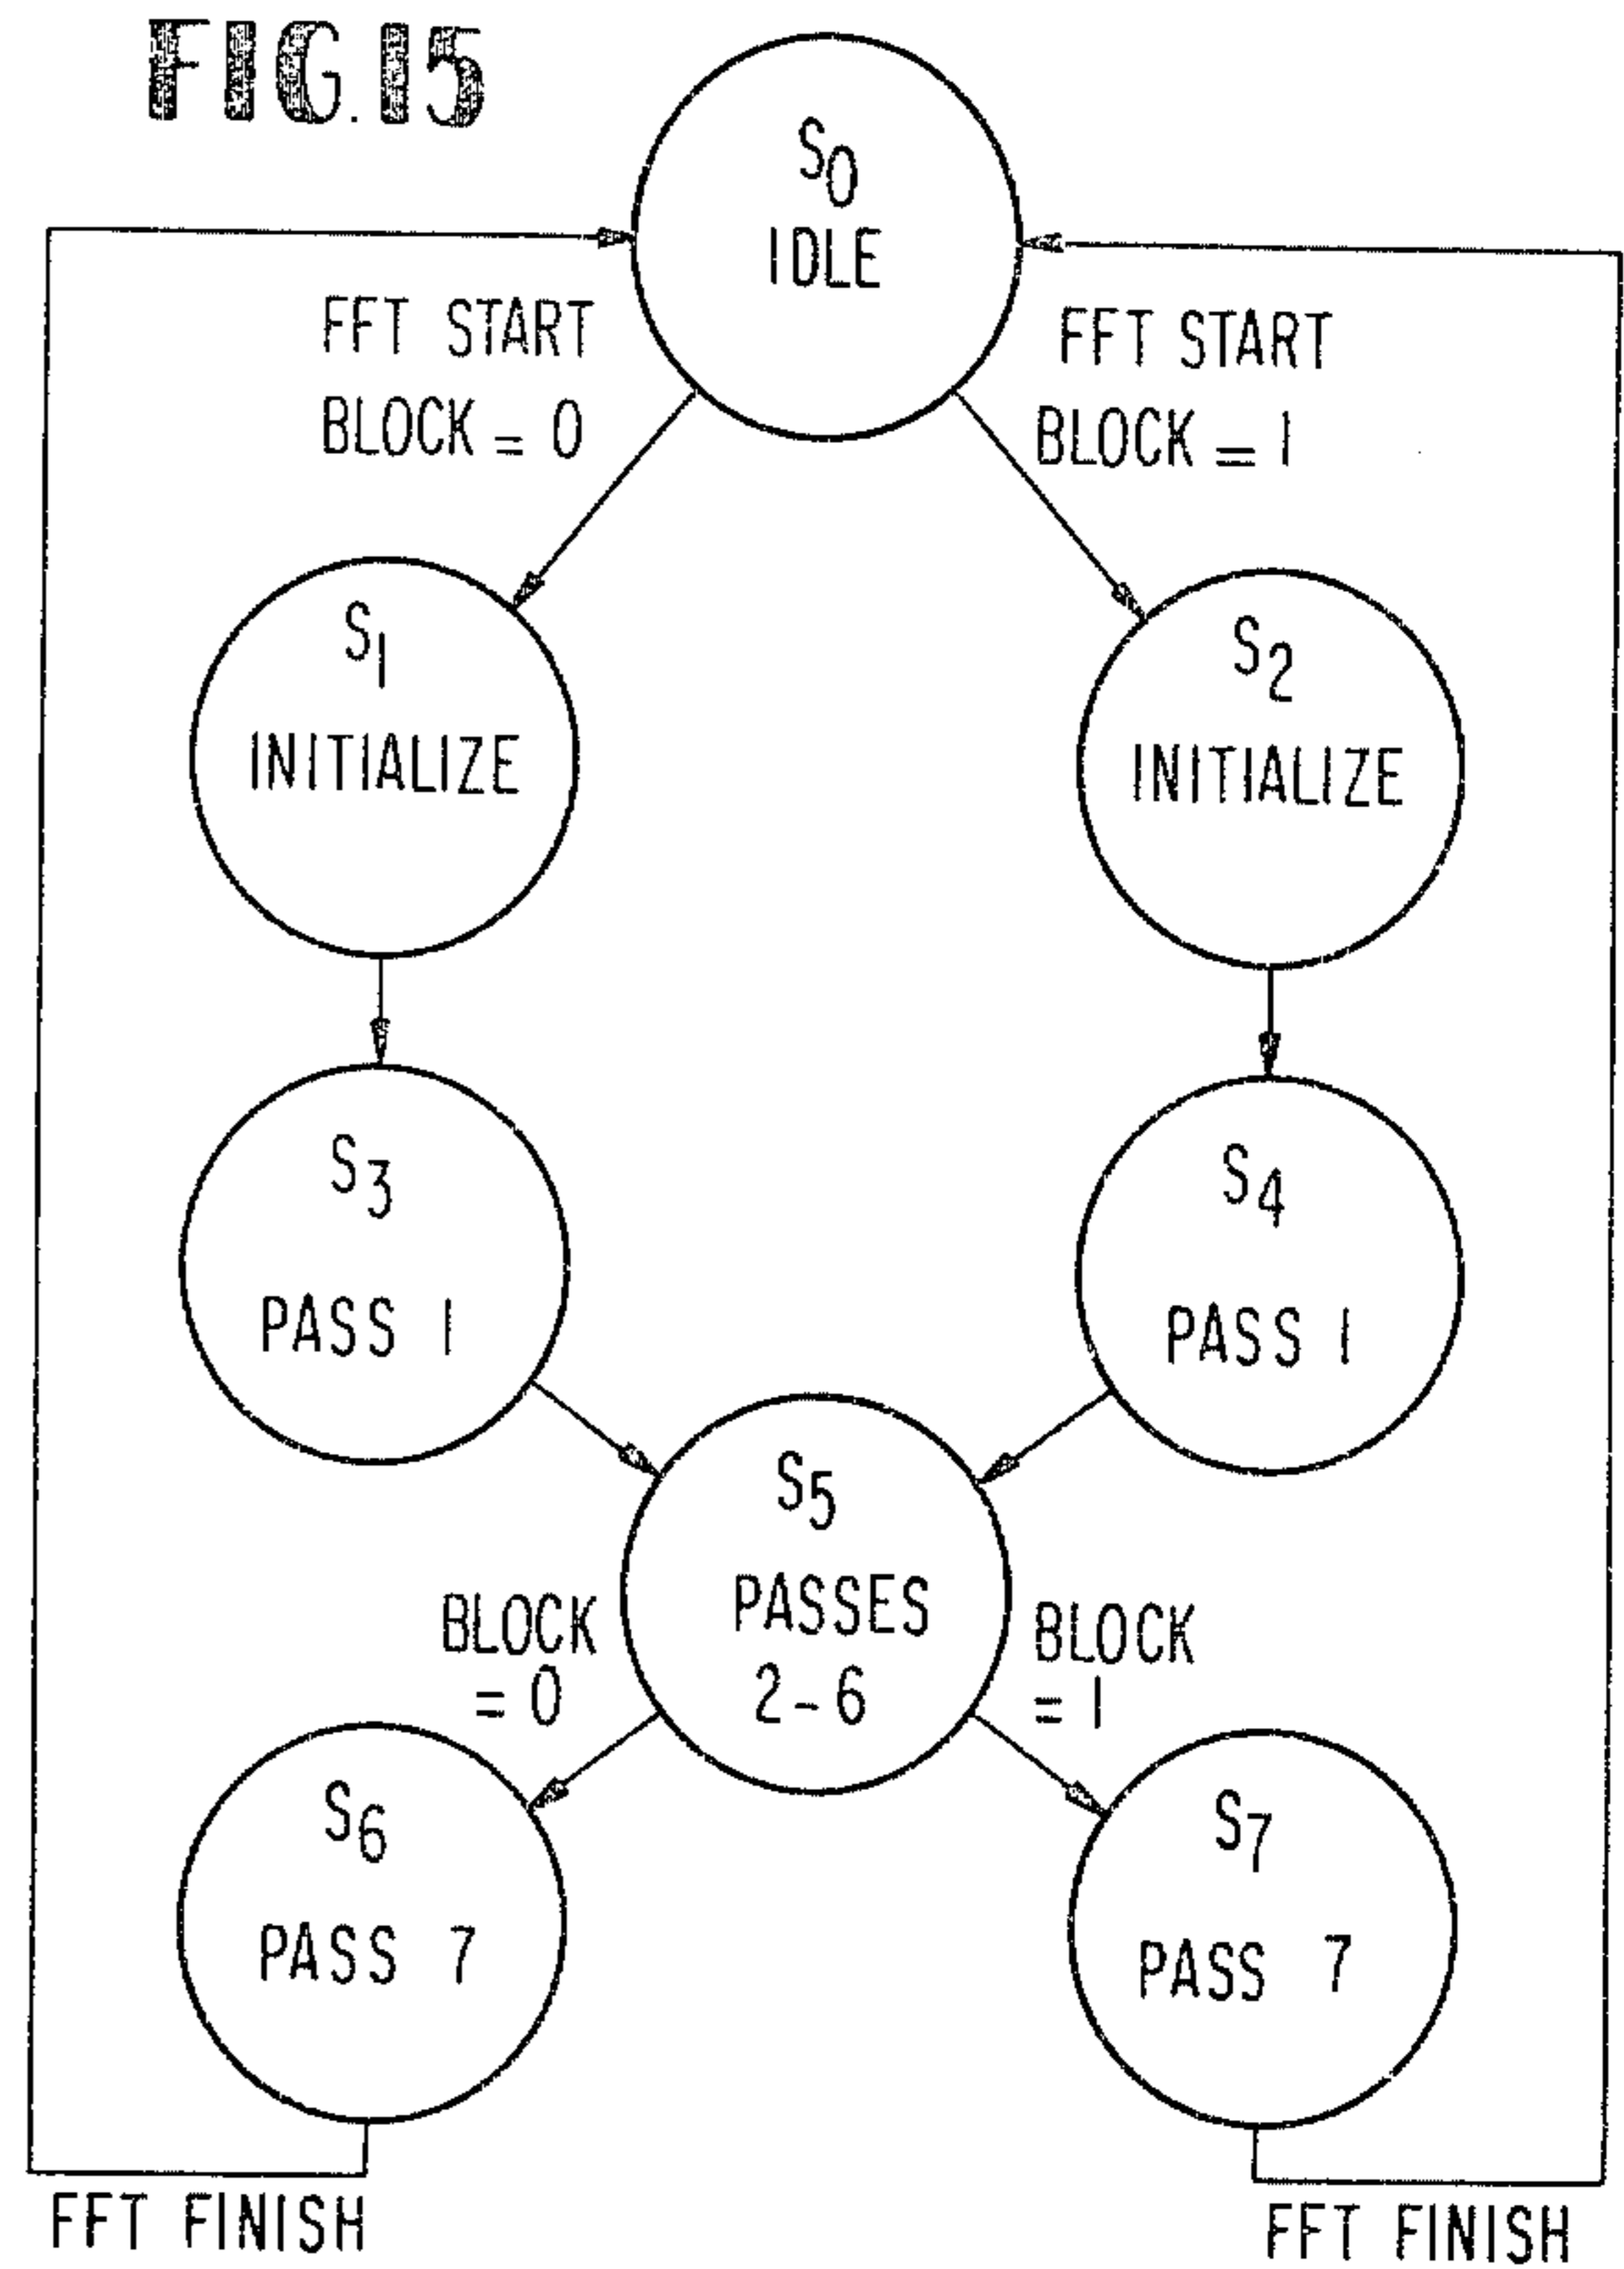 FIG.15
S0
IDLE
FFT START
BLOCK = 0
FFT START
BLOCK = 1
S1
INITIALIZE
S2
INITIALIZE
S3
PASS 1
S4
PASS 1
S5
PASSES
2-6
BLOCK
= 0
BLOCK
= 1
S6
PASS 7
S7
PASS 7
FFT FINISH
FFT FINISH